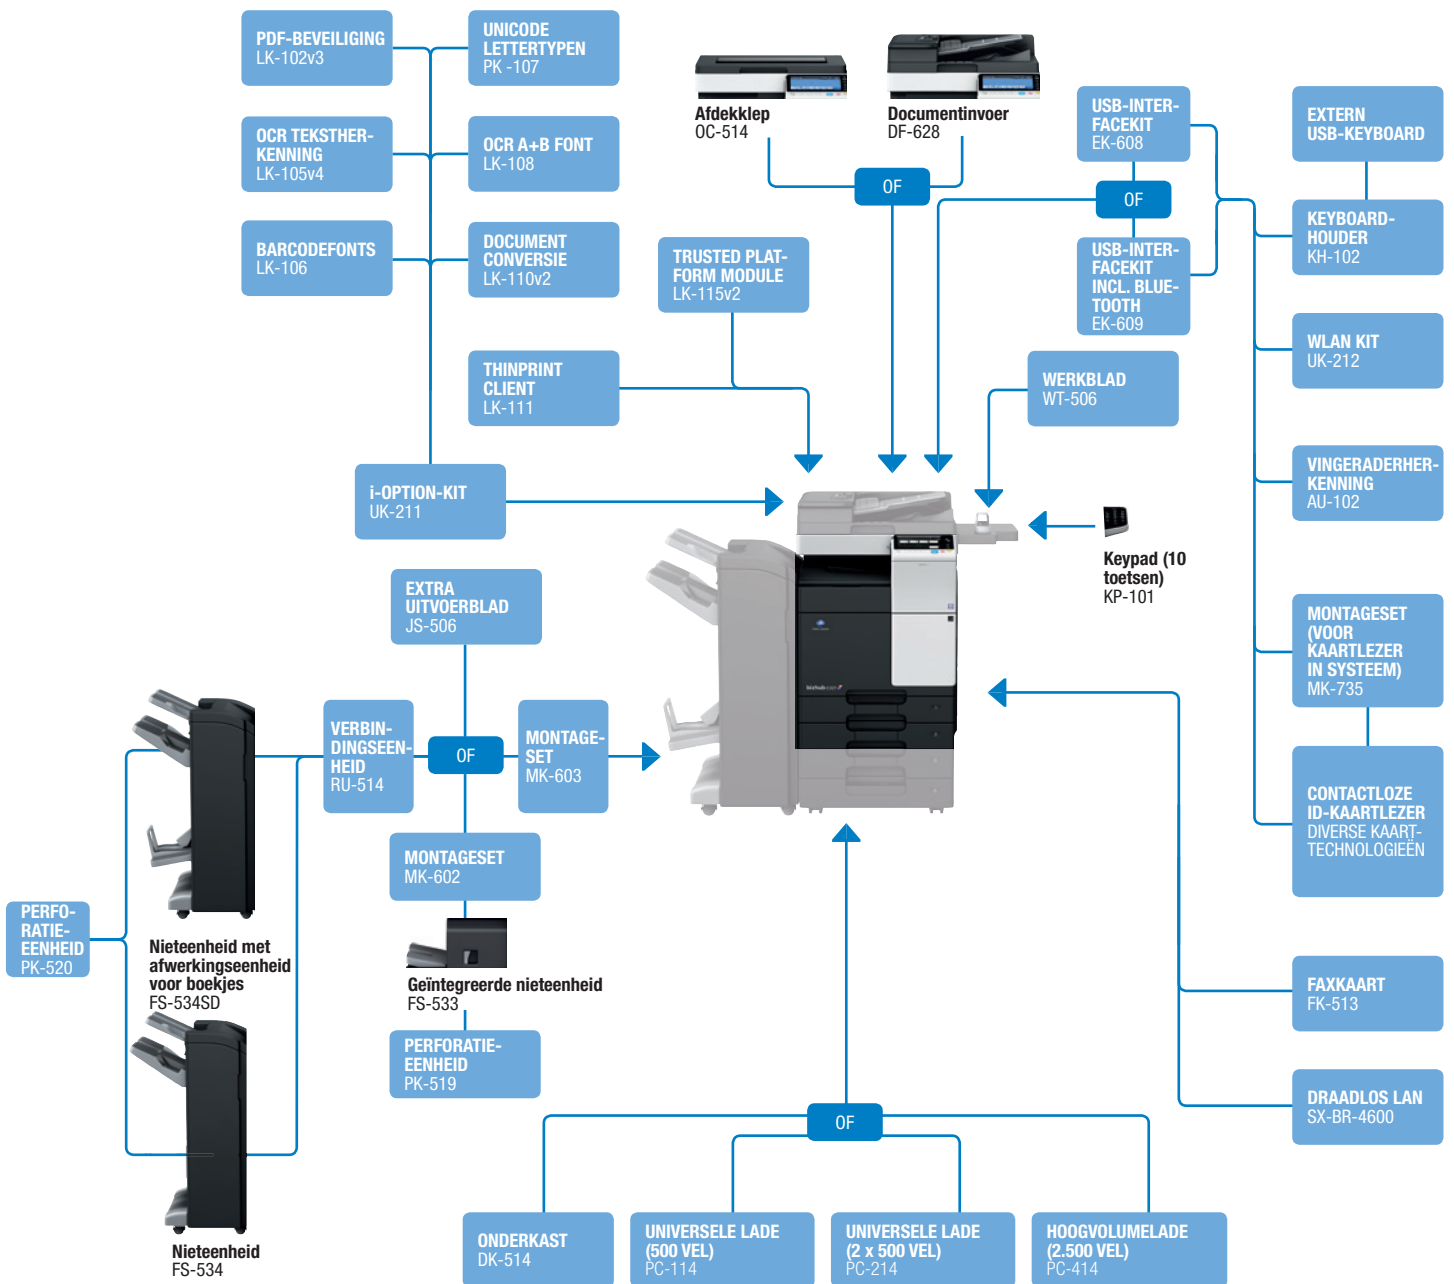 PDF-BEVEILIGING
LK-102v3
UNICODE
LETTERTYPEN
PK -107
OCR TEKSTHER-
KENNING
LK-105v4
OCR A+B FONT
LK-108
BARCODEFONTS
LK-106
DOCUMENT
CONVERSIE
LK-110v2
Afdekklep
OC-514
Documentinvoer
DF-628
OF
USB-INTER-
FACEKIT
EK-608
OF
USB-INTER-
FACEKIT
INCL. BLUE-
TOOTH
EK-609
EXTERN
USB-KEYBOARD
KEYBOARD-
HOUDER
KH-102
TRUSTED PLAT-
FORM MODULE
LK-115v2
THINPRINT
CLIENT
LK-111
WERKBLAD
WT-506
WLAN KIT
UK-212
i-OPTION-KIT
UK-211
VINGERADERHER-
KENNING
AU-102
Keypad (10
toetsen)
KP-101
EXTRA
UITVOERBLAD
JS-506
MONTAGESET
(VOOR
KAARTLEZER
IN SYSTEEM)
MK-735
VERBIN-
DINGSEEN-
HEID
RU-514
OF
MONTAGE-
SET
MK-603
bizhub
CONTACTLOZE
ID-KAARTLEZER
DIVERSE KAART-
TECHNOLOGIEËN
MONTAGESET
MK-602
PERFO-
RATIE-
EENHEID
PK-520
Nieteenheid met
afwerkingseenheid
voor boekjes
FS-534SD
Geïntegreerde nieteenheid
FS-533
FAXKAART
FK-513
PERFORATIE-
EENHEID
PK-519
DRAADLOS LAN
SX-BR-4600
OF
Nieteenheid
FS-534
ONDERKAST
DK-514
UNIVERSELE LADE
(500 VEL)
PC-114
UNIVERSELE LADE
(2 x 500 VEL)
PC-214
HOOGVOLUMELADE
(2.500 VEL)
PC-414